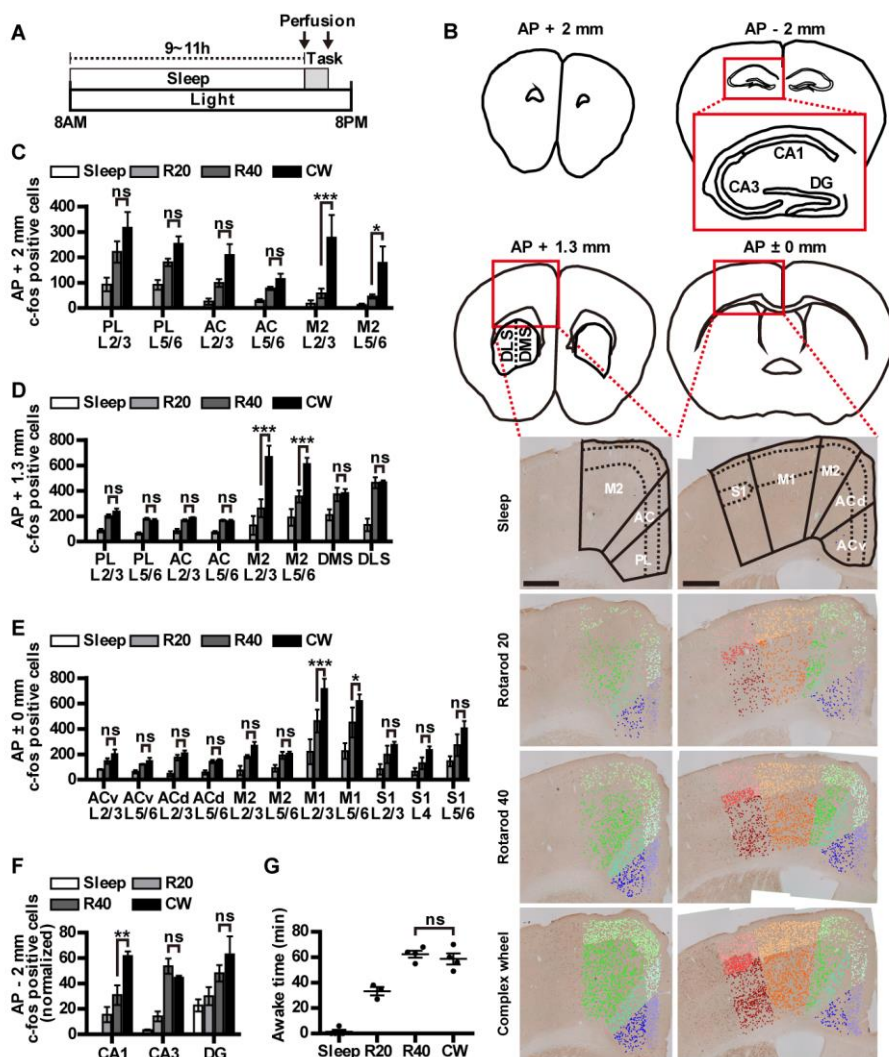 A
Perfusion
9~11h
Task
Sleep
Light
8AM
8PM
B
AP + 2 mm
AP - 2 mm
CA1
CA3
DG
AP + 1.3 mm
AP ± 0 mm
DLS
DMS
Sleep
M2
AC
PL
S1
M1
M2
ACd
ACv
Rotarod 20
Rotarod 40
Complex wheel
C
Sleep R20 R40 CW
AP + 2 mm
c-fos positive cells
400
300
200
100
0
ns ns ns ns *** *
PL PL AC AC M2 M2
L2/3 L5/6 L2/3 L5/6 L2/3 L5/6
D
Sleep R20 R40 CW
AP + 1.3 mm
c-fos positive cells
800
600
400
200
0
ns ns ns ns *** *** ns ns
PL PL AC AC M2 M2 DMS DLS
L2/3 L5/6 L2/3 L5/6 L2/3 L5/6
E
Sleep R20 R40 CW
AP ± 0 mm
c-fos positive cells
800
600
400
200
0
ns ns ns ns ns ns *** * ns ns ns
ACv ACv ACd ACd M2 M2 M1 M1 S1 S1 S1
L2/3 L5/6 L2/3 L5/6 L2/3 L5/6 L2/3 L5/6 L2/3 L4 L5/6
F
Sleep R20
R40 CW
AP - 2 mm
c-fos positive cells
(normalized)
80
60
40
20
0
** ns ns
CA1 CA3 DG
G
Awake time (min)
80
60
40
20
0
ns
Sleep R20 R40 CW